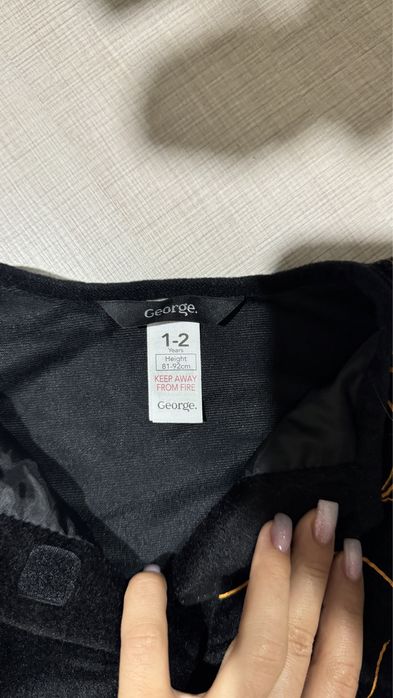 George.
1-2
Years
Height
81-92cm
KEEP AWAY
FROM FIRE
George.